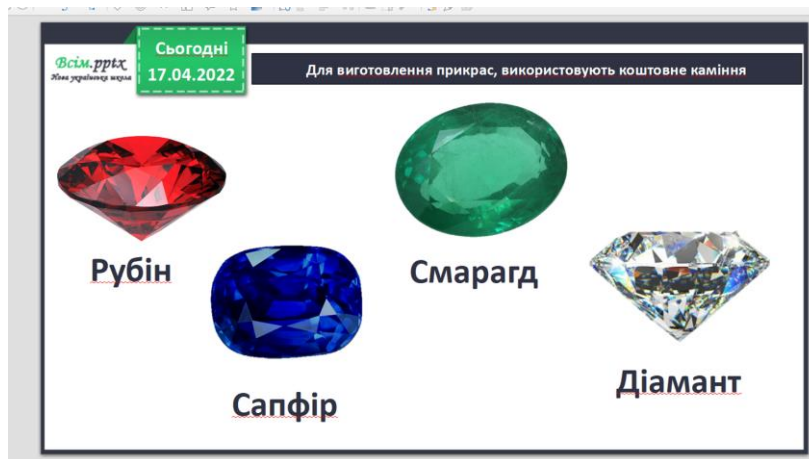 Всім.pptx
Нова українська школа
Сьогодні
17.04.2022
Для виготовлення прикрас, використовують коштовне каміння
Рубін
Смарагд
Сапфір
Діамант